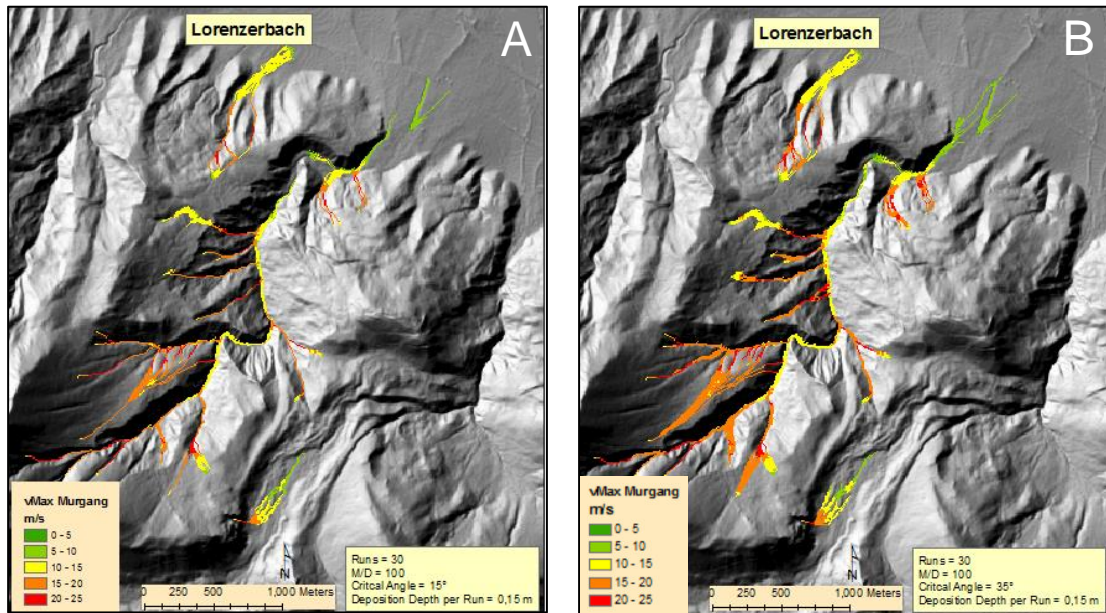 Lorenzerbach
A
vMax Murgang
m/s
0 - 5
5 - 10
10 - 15
15 - 20
20 - 25
500 250 0 500 1,000 Meters
N
Runs = 30
M/D = 100
Critcal Angle = 15°
Deposition Depth per Run = 0,15 m
Lorenzerbach
B
vMax Murgang
m/s
0 - 5
5 - 10
10 - 15
15 - 20
20 - 25
500 250 0 500 1,000 Meters
N
Runs = 30
M/D = 100
Critcal Angle = 35°
Deposition Depth per Run = 0,15 m